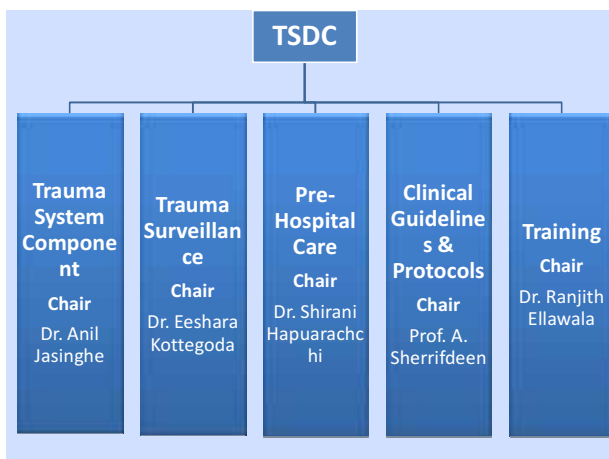 TSDC
Trauma
System
Compone
nt
Chair
Dr. Anil
Jasinghe
Trauma
Surveillan
ce
Chair
Dr. Eeshara
Kottegoda
Pre-
Hospital
Care
Chair
Dr. Shirani
Hapuarachc
hi
Clinical
Guideline
s &
Protocols
Chair
Prof. A.
Sherrifdeen
Training
Chair
Dr. Ranjith
Ellawala